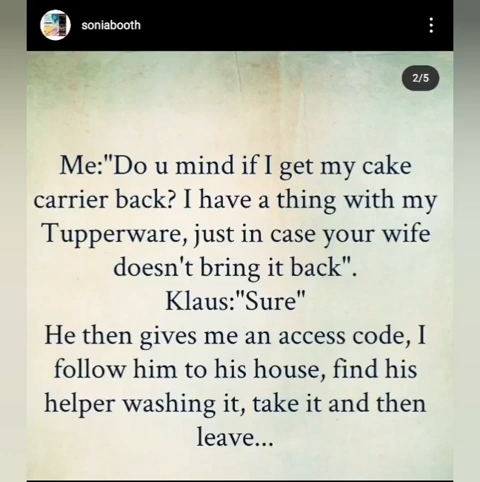 soniabooth
2/5
Me:"Do u mind if I get my cake
carrier back? I have a thing with my
Tupperware, just in case your wife
doesn't bring it back".
Klaus:"Sure"
He then gives me an access code, I
follow him to his house, find his
helper washing it, take it and then
leave...